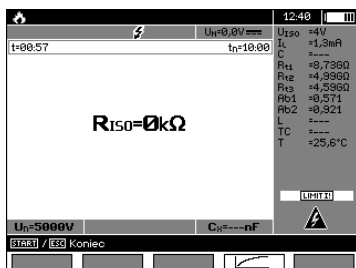 12:40
Uɴ=0,0V
t=00:57 tn=10:00
RISO=0kΩ
UISO =4V
IL =1,3mA
C =---
Rt1 =8,736Ω
Rt2 =4,996Ω
Rt3 =4,596Ω
Ab1 =0,571
Ab2 =0,921
L =---
TC =---
T =25,6°C
LIMIT I!
Un=5000V Cx=---nF
START / ESC Koniec